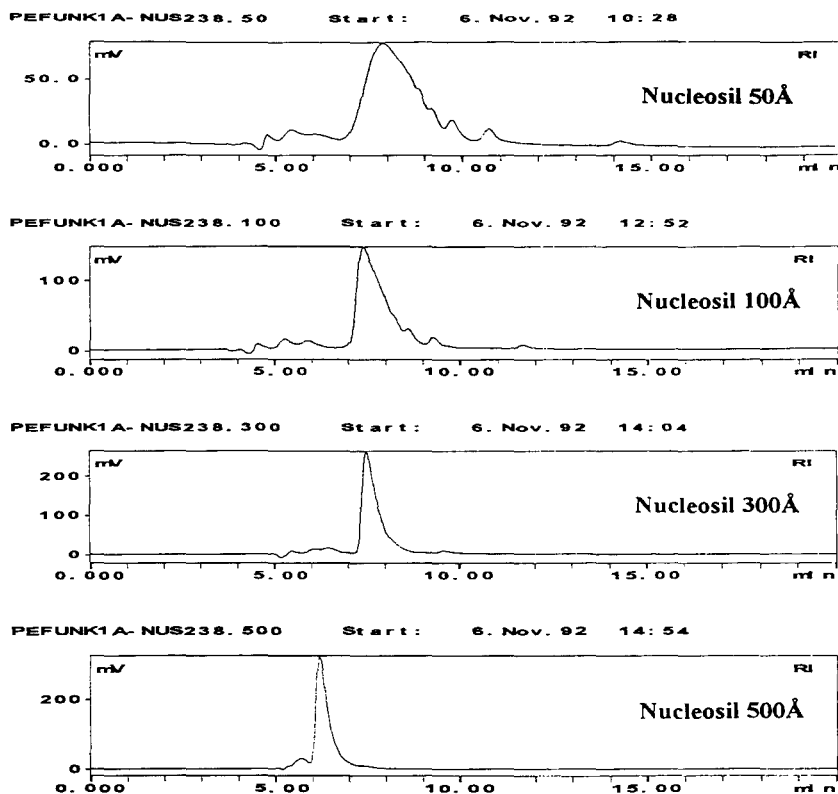 PEFUNK1A-NUS238.50 Start: 6. Nov. 92 10:28
mV RI
50.0
Nucleosil 50Å
0.0
0.000 5.00 10.00 15.00 min
PEFUNK1A-NUS238.100 Start: 6. Nov. 92 12:52
mV RI
100
Nucleosil 100Å
0
0.000 5.00 10.00 15.00 min
PEFUNK1A-NUS238.300 Start: 6. Nov. 92 14:04
mV RI
200
Nucleosil 300Å
100
0
0.000 5.00 10.00 15.00 min
PEFUNK1A-NUS238.500 Start: 6. Nov. 92 14:54
mV RI
200
Nucleosil 500Å
0
0.000 5.00 10.00 15.00 min